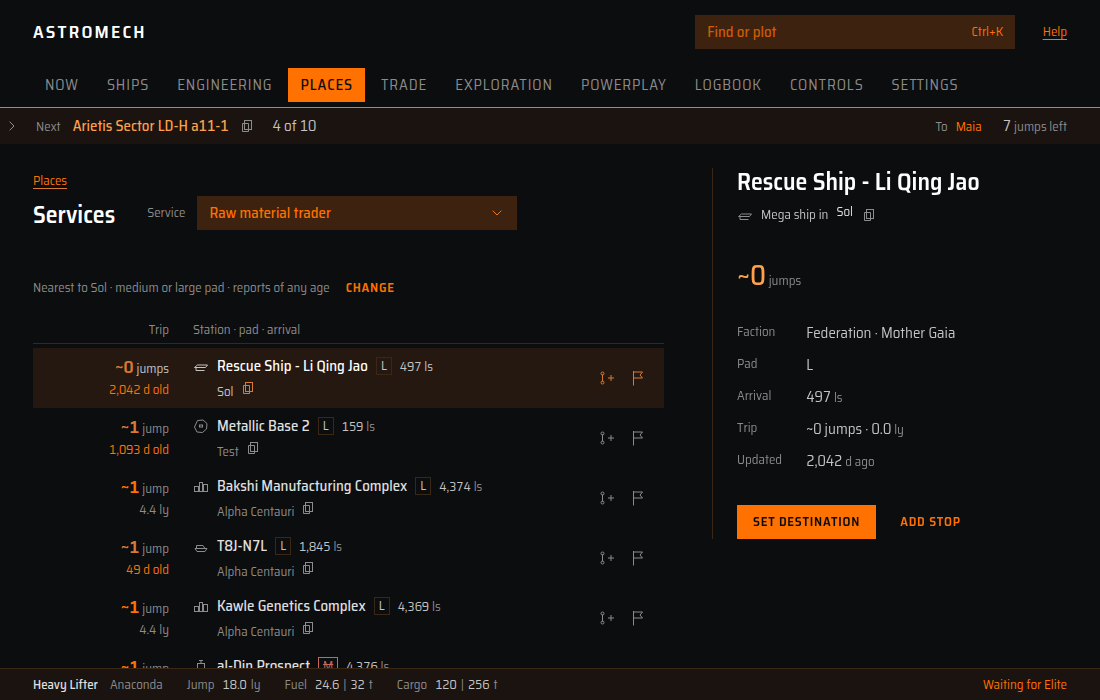 ASTROMECH
Find or plot Ctrl+K
Help
NOW SHIPS ENGINEERING PLACES TRADE EXPLORATION POWERPLAY LOGBOOK CONTROLS SETTINGS
Next Arietis Sector LD-H a11-1 4 of 10
To Maia 7 jumps left
Places
Services
Service Raw material trader
Nearest to Sol · medium or large pad · reports of any age CHANGE
Trip Station · pad · arrival
~0 jumps Rescue Ship - Li Qing Jao L 497 ls
2,042 d old Sol
~1 jump Metallic Base 2 L 159 ls
1,093 d old Test
~1 jump Bakshi Manufacturing Complex L 4,374 ls
4.4 ly Alpha Centauri
~1 jump T8J-N7L L 1,845 ls
49 d old Alpha Centauri
~1 jump Kawle Genetics Complex L 4,369 ls
4.4 ly Alpha Centauri
~1 jump al-Din Prospect M 4,376 ls
Rescue Ship - Li Qing Jao
Mega ship in Sol
~0 jumps
Faction Federation · Mother Gaia
Pad L
Arrival 497 ls
Trip ~0 jumps · 0.0 ly
Updated 2,042 d ago
SET DESTINATION ADD STOP
Heavy Lifter Anaconda Jump 18.0 ly Fuel 24.6 | 32 t Cargo 120 | 256 t
Waiting for Elite